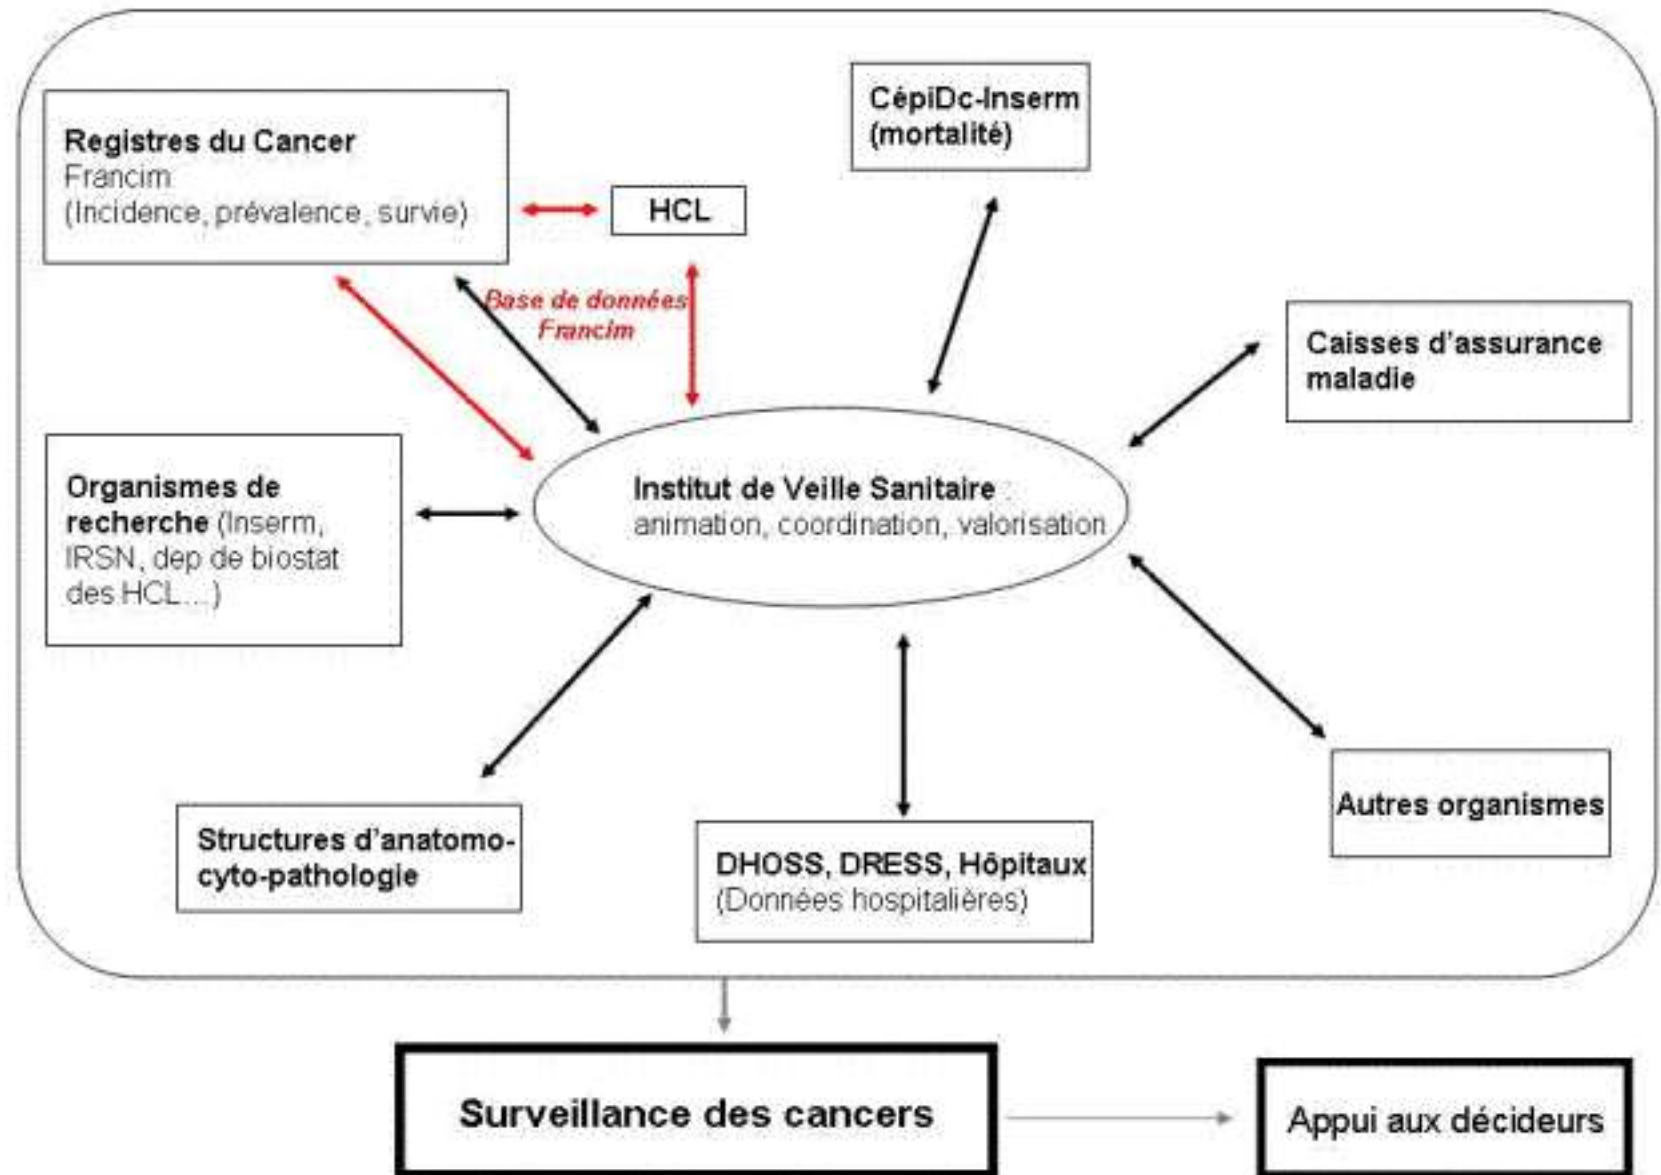 CépiDc-Inserm
(mortalité)
Registres du Cancer
Francim
(Incidence, prévalence, survie)
HCL
Base de données
Francim
Caisses d'assurance
maladie
Organismes de
recherche (Inserm,
IRSN, dep de biostat
des HCL...)
Institut de Veille Sanitaire :
animation, coordination, valorisation
Autres organismes
Structures d'anatomo-
cyto-pathologie
DHOSS, DRESS, Hôpitaux
(Données hospitalières)
Surveillance des cancers
Appui aux décideurs